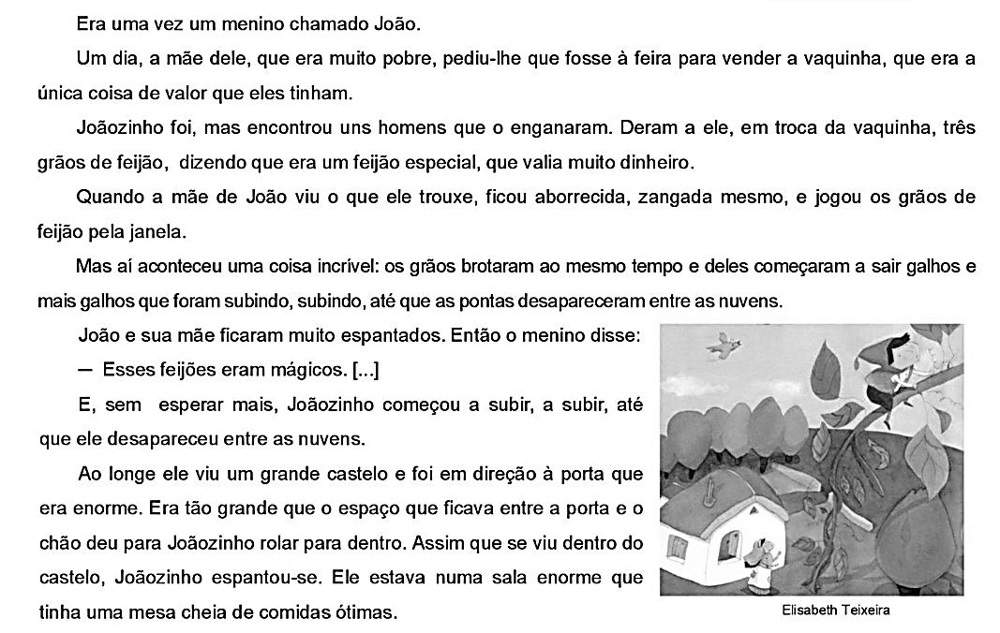 Era uma vez um menino chamado João.
Um dia, a mãe dele, que era muito pobre, pediu-lhe que fosse à feira para vender a vaquinha, que era a
única coisa de valor que eles tinham.
Joãozinho foi, mas encontrou uns homens que o enganaram. Deram a ele, em troca da vaquinha, três
grãos de feijão, dizendo que era um feijão especial, que valia muito dinheiro.
Quando a mãe de João viu o que ele trouxe, ficou aborrecida, zangada mesmo, e jogou os grãos de
feijão pela janela.
Mas aí aconteceu uma coisa incrível: os grãos brotaram ao mesmo tempo e deles começaram a sair galhos e
mais galhos que foram subindo, subindo, até que as pontas desapareceram entre as nuvens.
João e sua mãe ficaram muito espantados. Então o menino disse:
— Esses feijões eram mágicos. [...]
E, sem esperar mais, Joãozinho começou a subir, a subir, até
que ele desapareceu entre as nuvens.
Ao longe ele viu um grande castelo e foi em direção à porta que
era enorme. Era tão grande que o espaço que ficava entre a porta e o
chão deu para Joãozinho rolar para dentro. Assim que se viu dentro do
castelo, Joãozinho espantou-se. Ele estava numa sala enorme que
tinha uma mesa cheia de comidas ótimas.
Elisabeth Teixeira